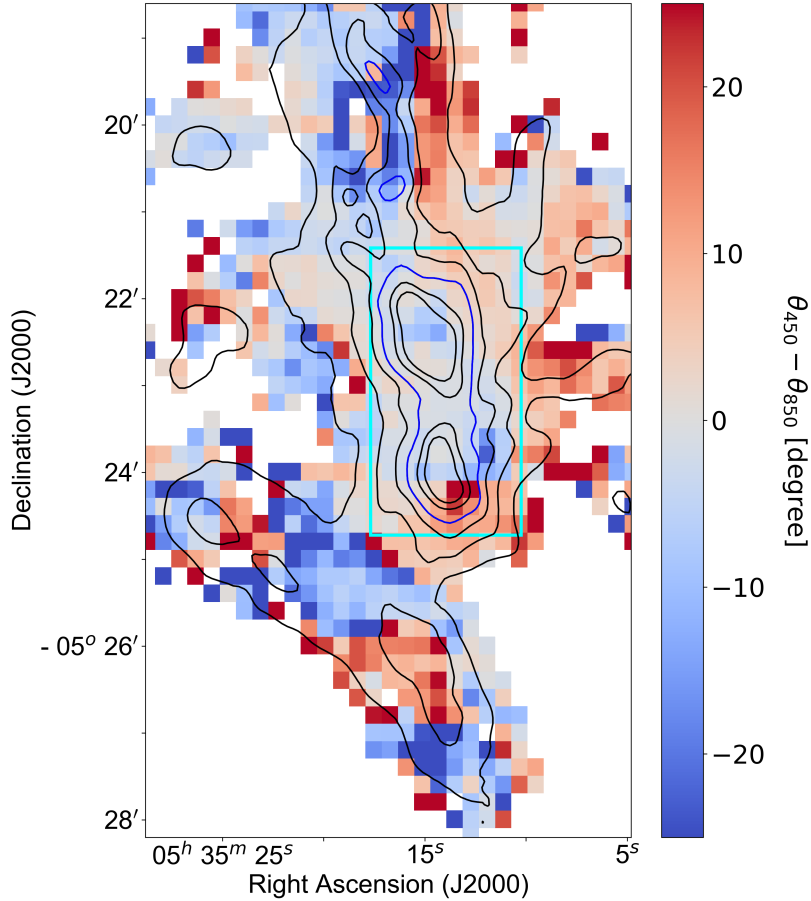 20′
22′
24′
- 05° 26′
28′
Declination (J2000)
05ʰ 35ᵐ 25ˢ
15ˢ
5ˢ
Right Ascension (J2000)
20
10
0
−10
−20
θ₄₅₀ − θ₈₅₀ [degree]